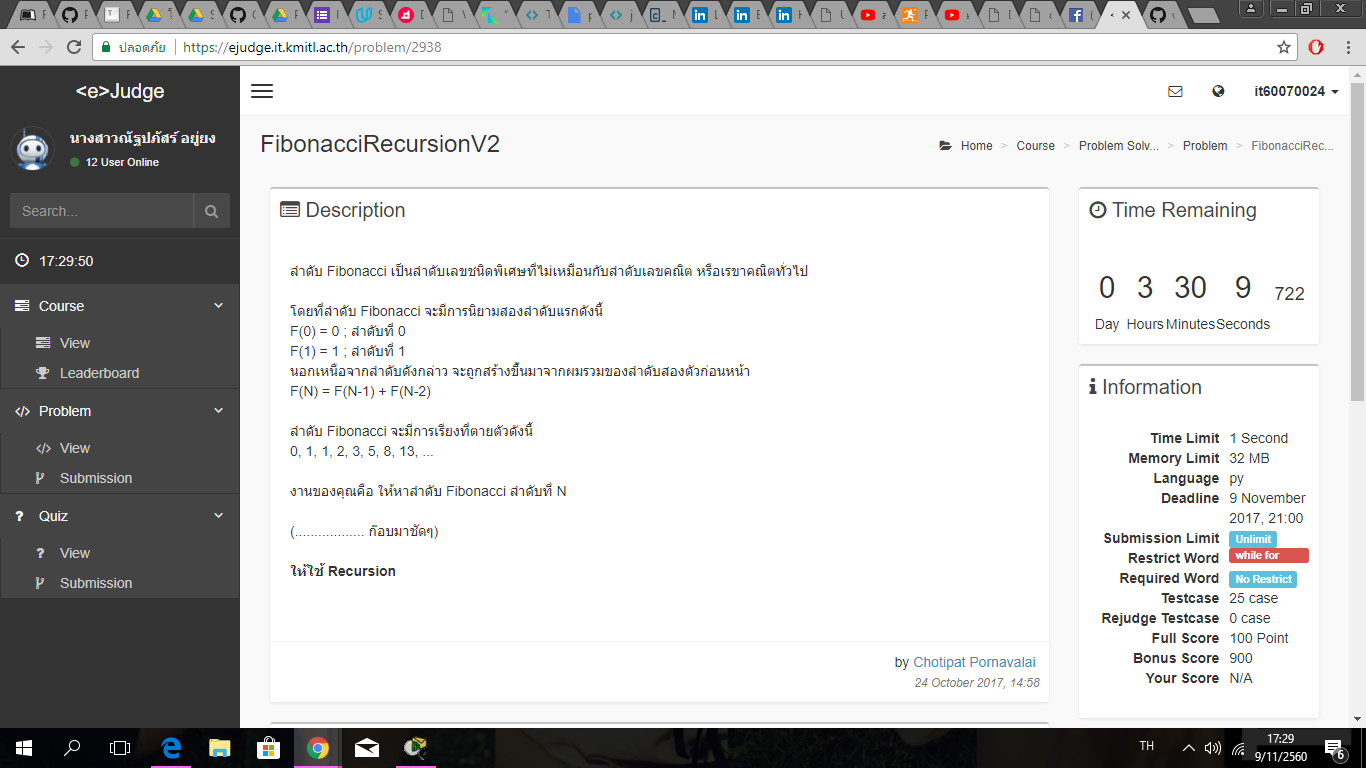 ปลอดภัย
https://ejudge.it.kmitl.ac.th/problem/2938
<e>Judge
it60070024
นางสาวณัฐปภัสร์ อยู่ยง
12 User Online
Search...
17:29:50
Course
View
Leaderboard
Problem
View
Submission
Quiz
View
Submission
FibonacciRecursionV2
Home > Course > Problem Solv... > Problem > FibonacciRec...
Description
ลำดับ Fibonacci เป็นลำดับเลขชนิดพิเศษที่ไม่เหมือนกับลำดับเลขคณิต หรือเรขาคณิตทั่วไป
โดยที่ลำดับ Fibonacci จะมีการนิยามสองลำดับแรกดังนี้
F(0) = 0 ; ลำดับที่ 0
F(1) = 1 ; ลำดับที่ 1
นอกเหนือจากลำดับดังกล่าว จะถูกสร้างขึ้นมาจากผมรวมของลำดับสองตัวก่อนหน้า
F(N) = F(N-1) + F(N-2)
ลำดับ Fibonacci จะมีการเรียงที่ตายตัวดังนี้
0, 1, 1, 2, 3, 5, 8, 13, ...
งานของคุณคือ ให้หาลำดับ Fibonacci ลำดับที่ N
(.................. ก๊อบมาชัดๆ)
ให้ใช้ Recursion
by Chotipat Pornavalai
24 October 2017, 14:58
Time Remaining
0 3 30 9 722
Day Hours Minutes Seconds
Information
Time Limit 1 Second
Memory Limit 32 MB
Language py
Deadline 9 November
2017, 21:00
Submission Limit Unlimit
Restrict Word while for
Required Word No Restrict
Testcase 25 case
Rejudge Testcase 0 case
Full Score 100 Point
Bonus Score 900
Your Score N/A
TH
17:29
9/11/2560
6